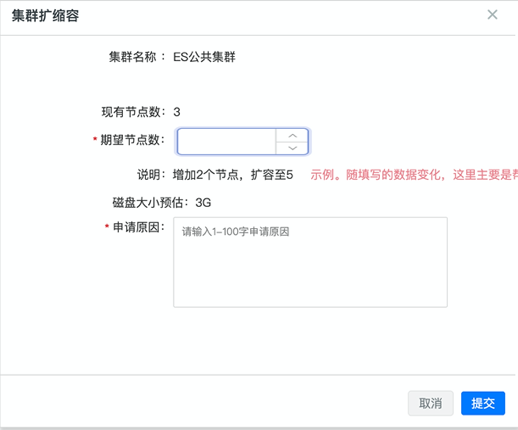 集群扩缩容
集群名称：ES公共集群
现有节点数：3
* 期望节点数：
说明：增加2个节点，扩容至5 示例。随填写的数据变化，这里主要是帮
磁盘大小预估：3G
* 申请原因：
请输入1~100字申请原因
取消 提交